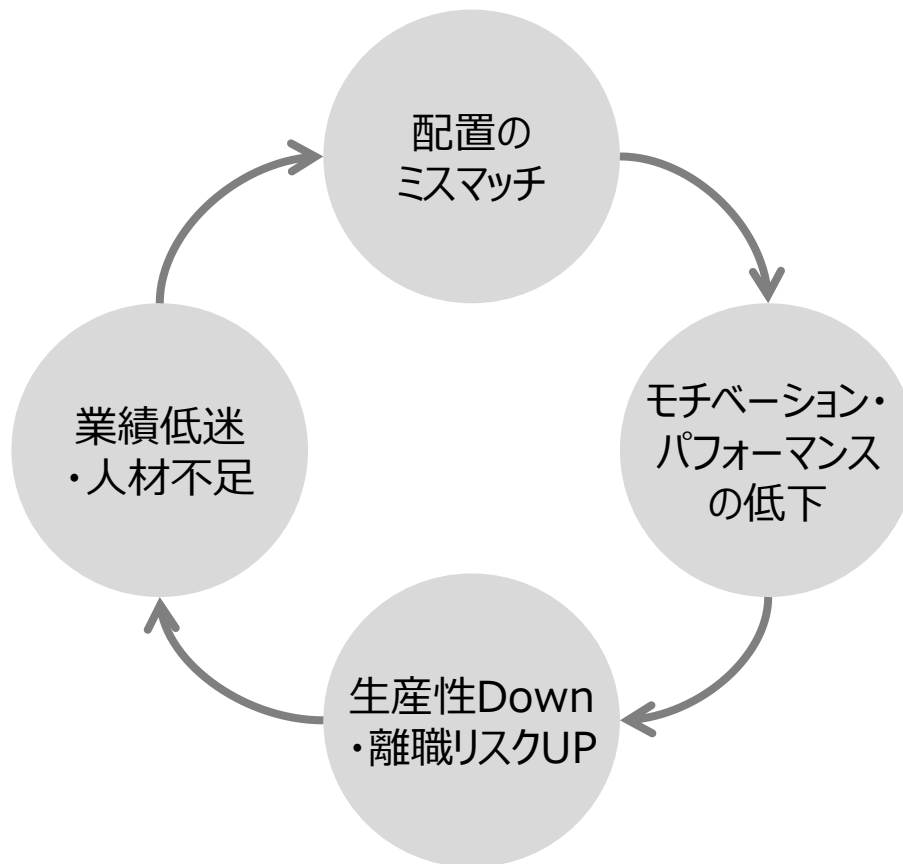 配置の
ミスマッチ
モチベーション・
パフォーマンス
の低下
生産性Down
・離職リスクUP
業績低迷
・人材不足